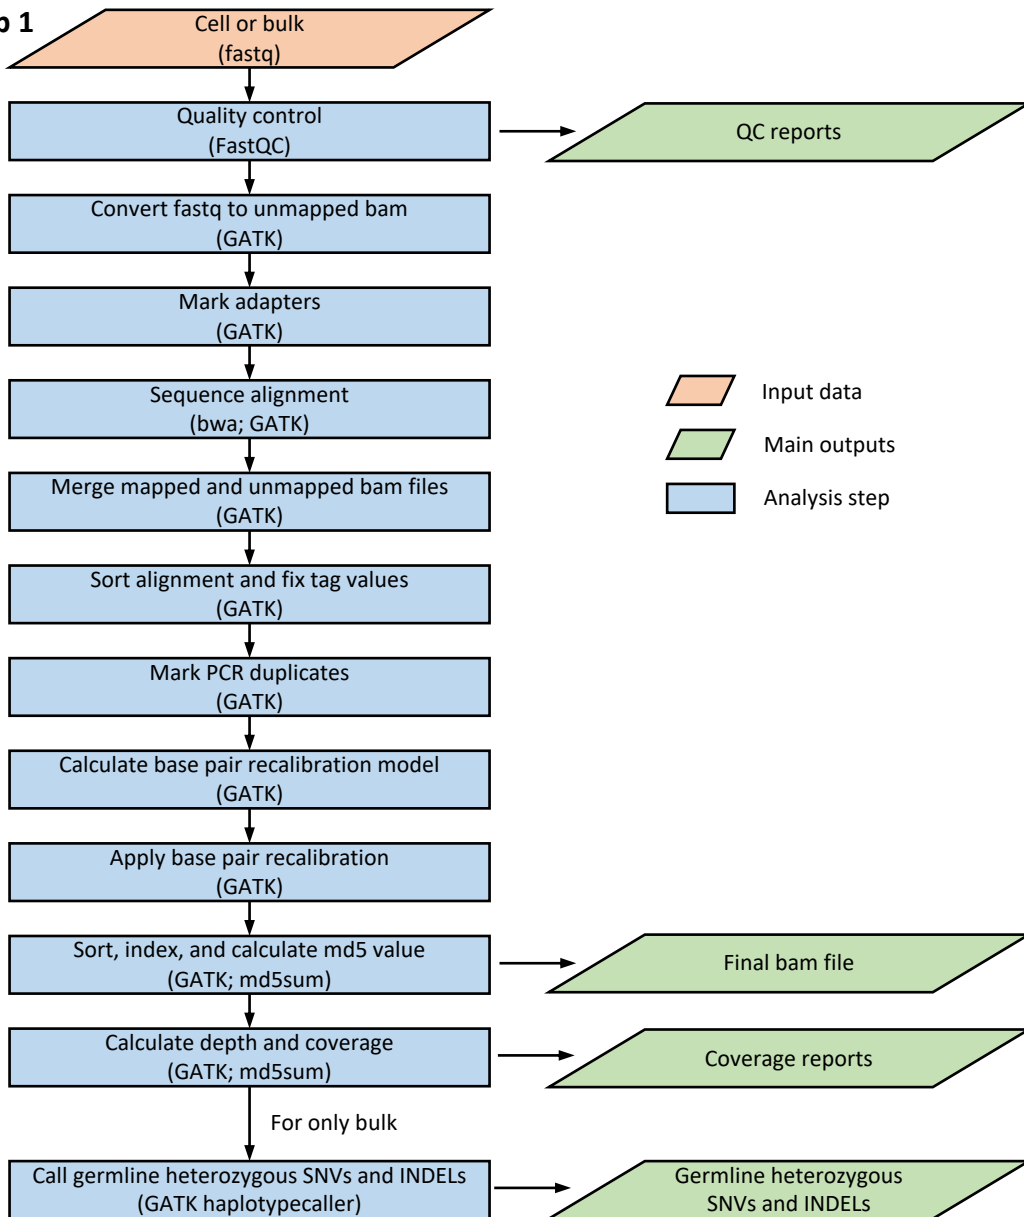 p 1
Cell or bulk
(fastq)
Quality control
(FastQC)
QC reports
Convert fastq to unmapped bam
(GATK)
Mark adapters
(GATK)
Sequence alignment
(bwa; GATK)
Input data
Main outputs
Analysis step
Merge mapped and unmapped bam files
(GATK)
Sort alignment and fix tag values
(GATK)
Mark PCR duplicates
(GATK)
Calculate base pair recalibration model
(GATK)
Apply base pair recalibration
(GATK)
Sort, index, and calculate md5 value
(GATK; md5sum)
Final bam file
Calculate depth and coverage
(GATK; md5sum)
Coverage reports
For only bulk
Call germline heterozygous SNVs and INDELs
(GATK haplotypecaller)
Germline heterozygous
SNVs and INDELs